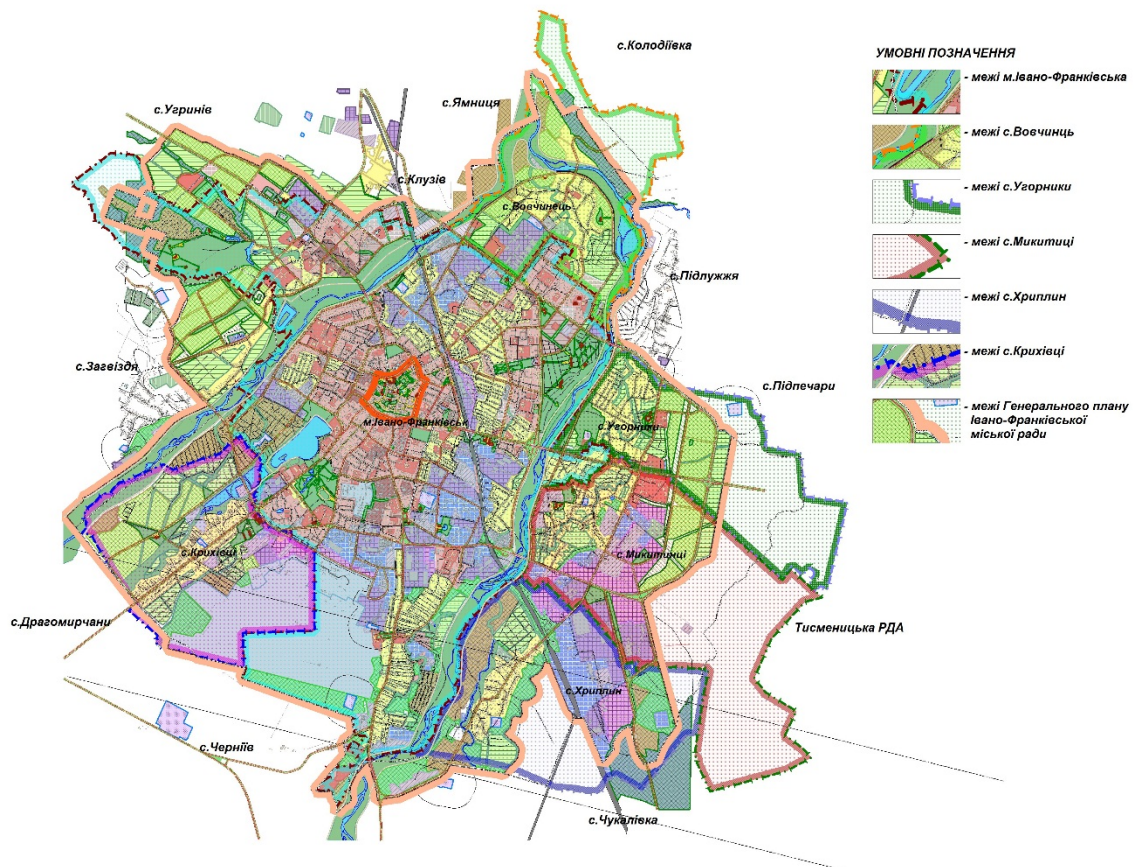 с.Колодіївка
УМОВНІ ПОЗНАЧЕННЯ
- межі м.Івано-Франківська
с.Ямниця
с.Угринів
- межі с.Вовчинць
с.Клузів
с.Вовчинець
- межі с.Угорники
- межі с.Микитиці
с.Підлужжя
- межі с.Хриплин
с.Загвіздя
- межі с.Крихівці
с.Підпечари
- межі Генерального плану
Івано-Франківської
міської ради
м.Івано-Франківськ
с.Угорники
с.Крихівці
с.Микитинці
с.Драгомирчани
Тисменицька РДА
с.Хриплин
с.Черніїв
с.Чукалівка